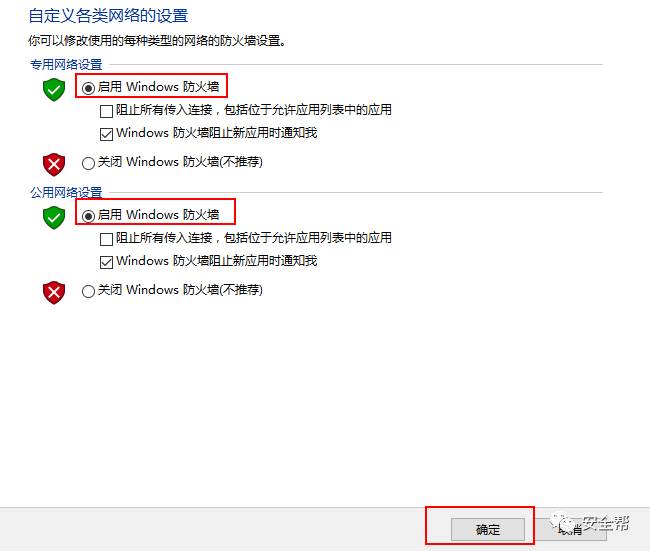 自定义各类网络的设置
你可以修改使用的每种类型的网络的防火墙设置。
专用网络设置
启用 Windows 防火墙
阻止所有传入连接，包括位于允许应用列表中的应用
Windows 防火墙阻止新应用时通知我
关闭 Windows 防火墙(不推荐)
公用网络设置
启用 Windows 防火墙
阻止所有传入连接，包括位于允许应用列表中的应用
Windows 防火墙阻止新应用时通知我
关闭 Windows 防火墙(不推荐)
确定
取消
安全帮